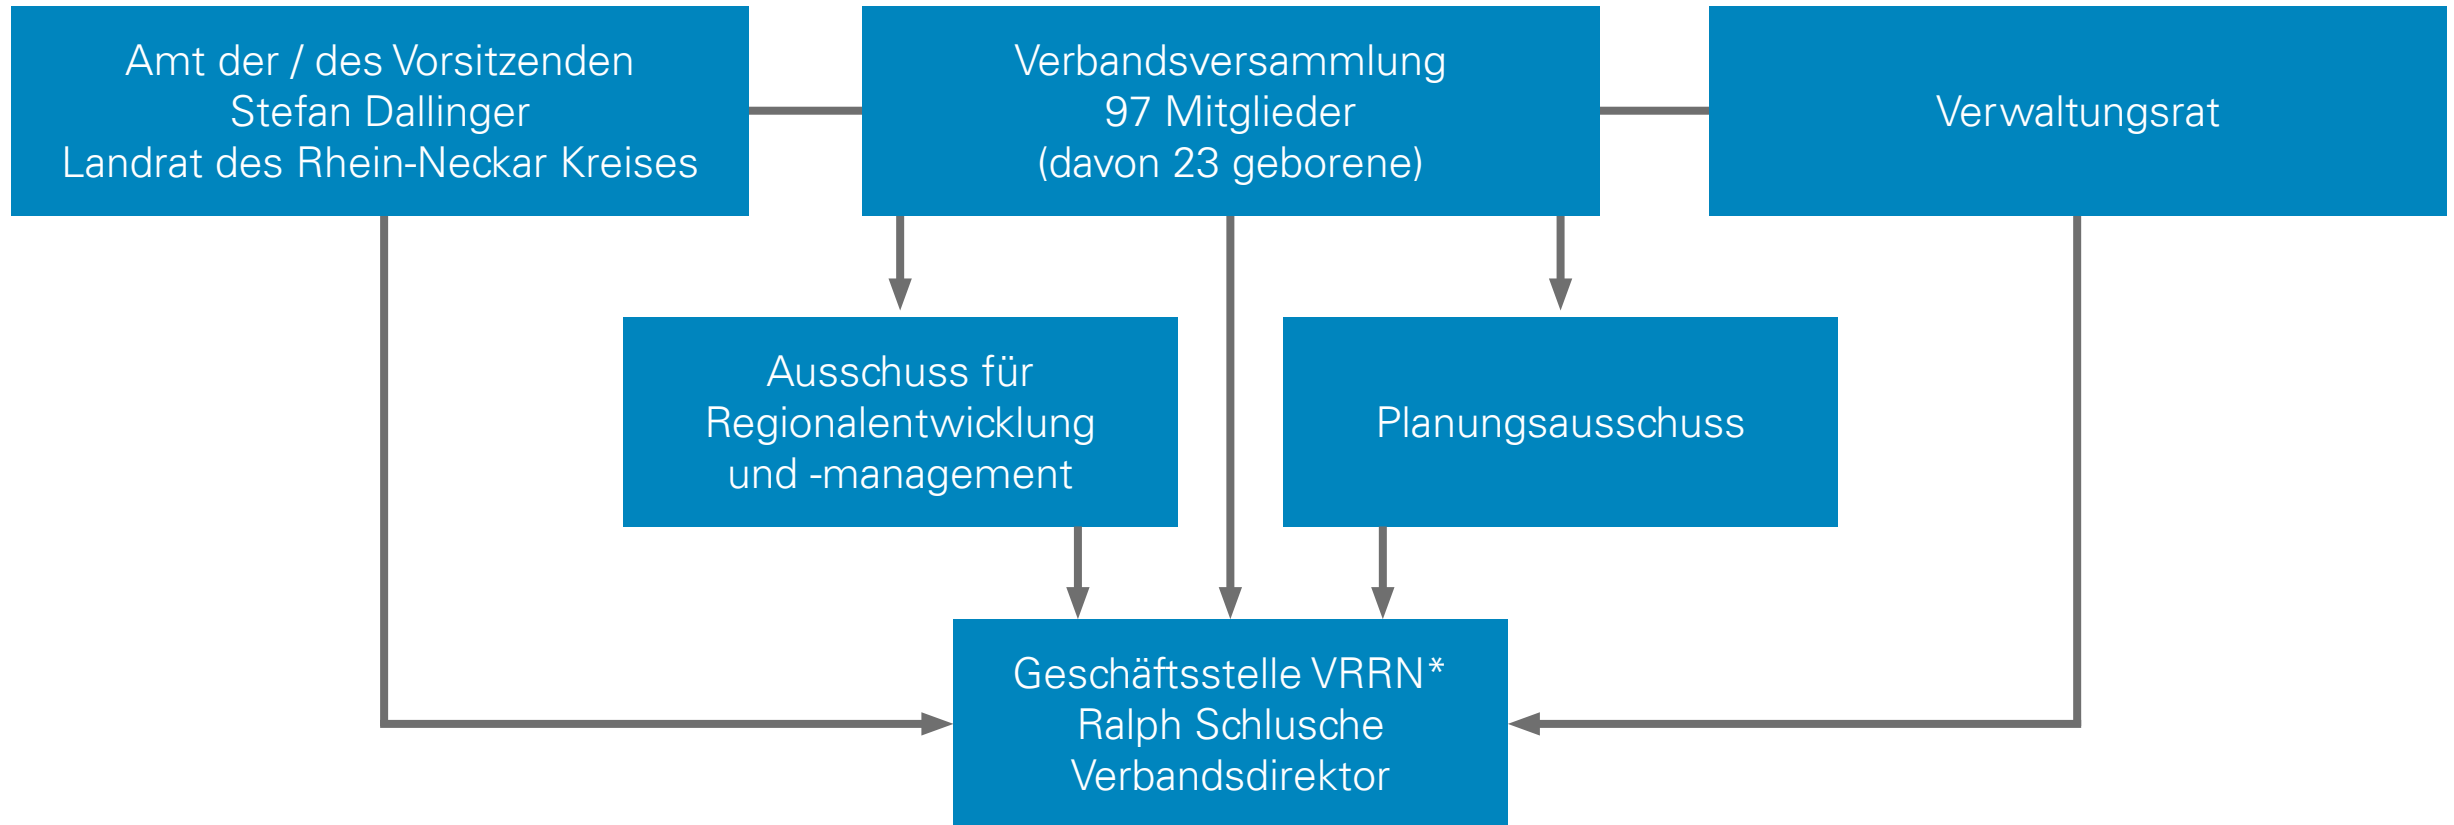 Amt der / des Vorsitzenden
Stefan Dallinger
Landrat des Rhein-Neckar Kreises
Verbandsversammlung
97 Mitglieder
(davon 23 geborene)
Verwaltungsrat
Ausschuss für
Regionalentwicklung
und -management
Planungsausschuss
Geschäftsstelle VRRN*
Ralph Schlusche
Verbandsdirektor